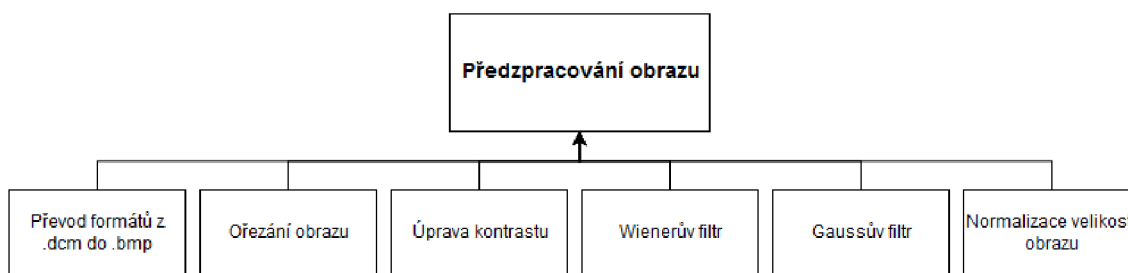 Předzpracování obrazu
Převod formátů z
.dcm do .bmp
Ořezání obrazu
Úprava kontrastu
Wienerův filtr
Gaussův filtr
Normalizace velikost
obrazu